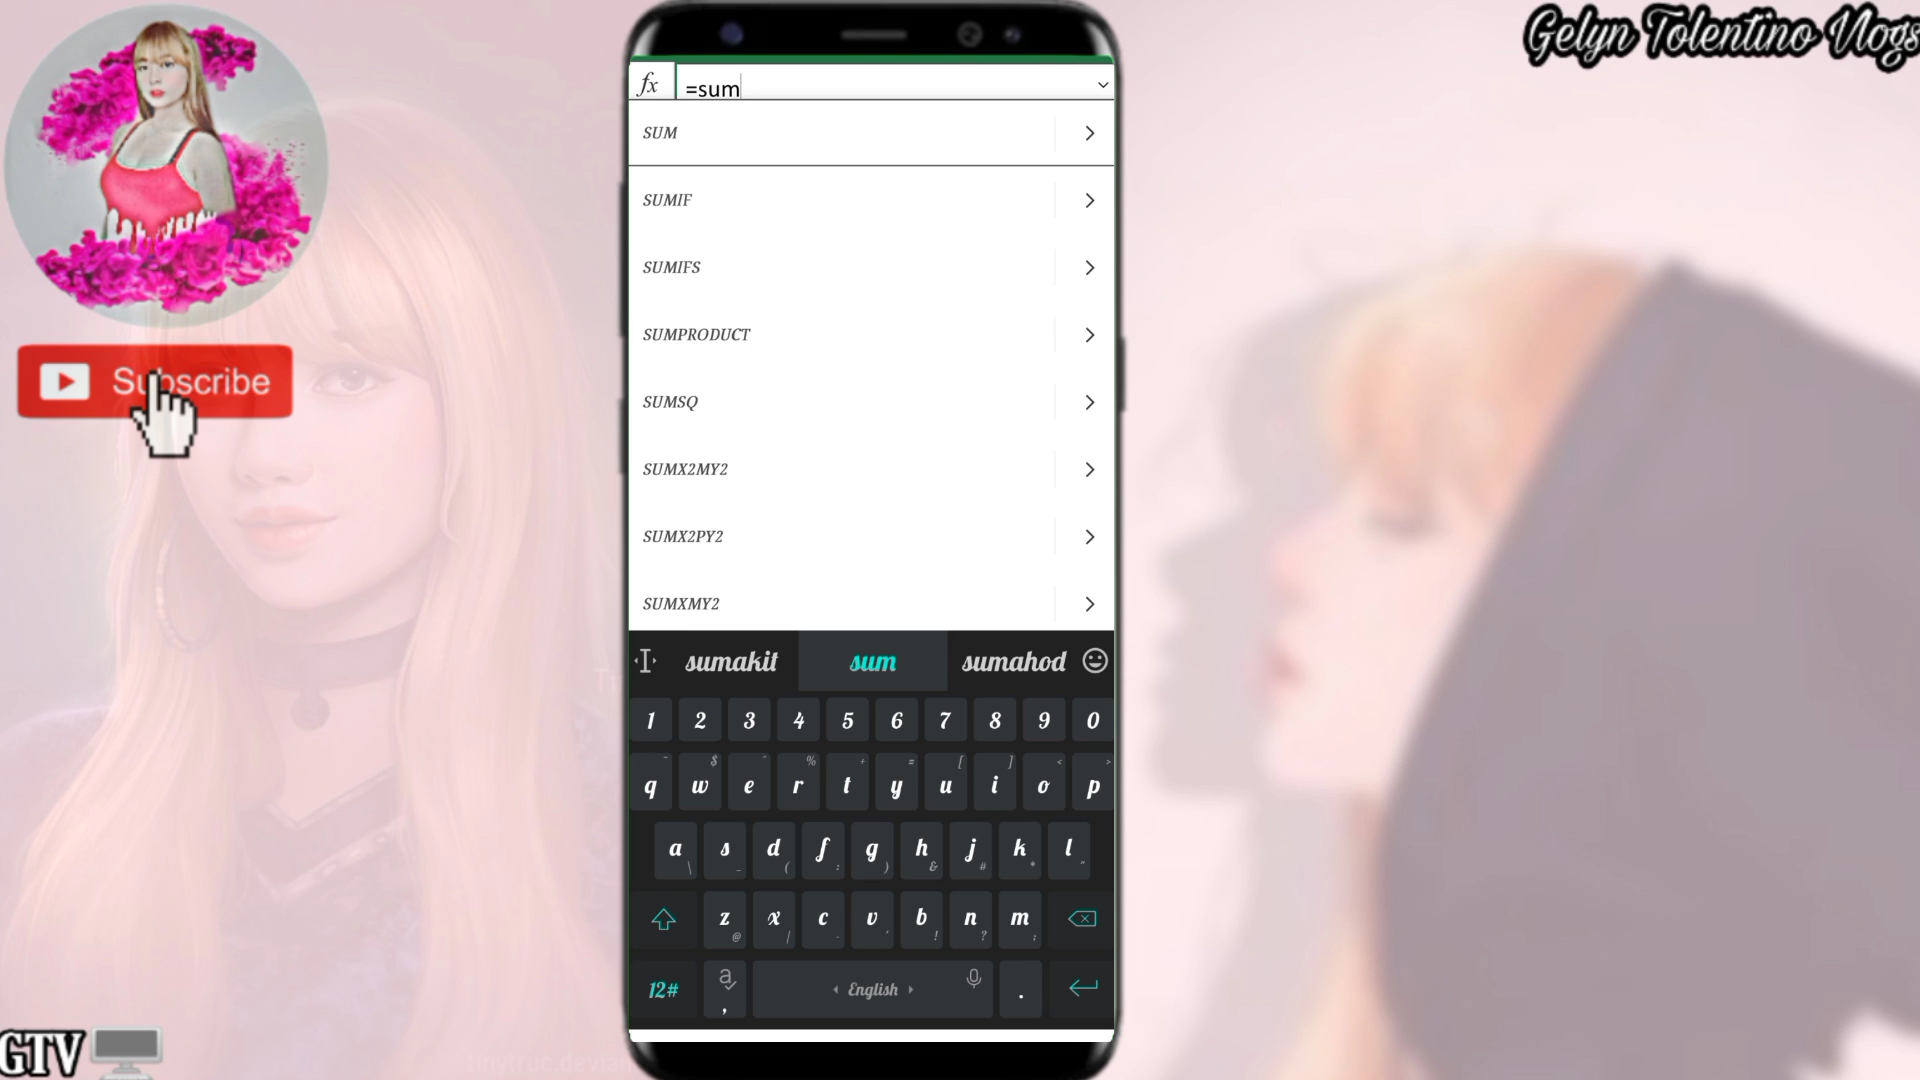 Gelyn Tolentino Vlogs
Subscribe
fx =sum
SUM
SUMIF
SUMIFS
SUMPRODUCT
SUMSQ
SUMX2MY2
SUMX2PY2
SUMXMY2
sumakit sum sumahod
1 2 3 4 5 6 7 8 9 0
q w e r t y u i o p
a s d f g h j k l
z x c v b n m
12# , English .
GTV